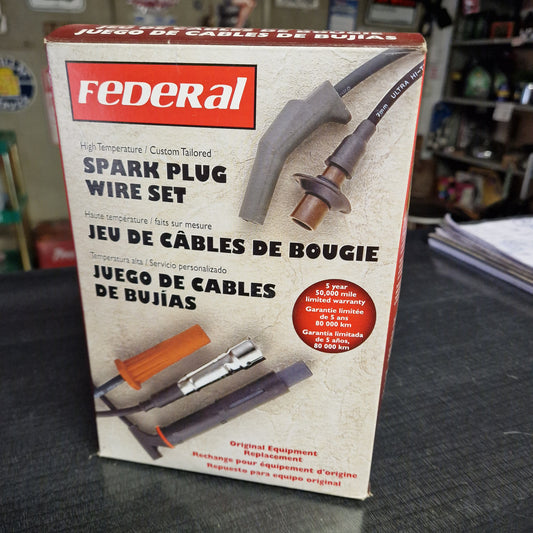 JUEGO DE CABLES DE BUJÍAS
FEDERAL
High Temperature / Custom Tailored
SPARK PLUG
WIRE SET
Haute température / faits sur mesure
JEU DE CÂBLES DE BOUGIE
Temperatura alta / Servicio personalizado
JUEGO DE CABLES
DE BUJÍAS
2mm ULTRA HI-T
5 year
50,000 mile
limited warranty
Garantie limitée
de 5 ans
80 000 km
Garantía limitada
de 5 años,
80 000 km
Original Equipment
Replacement
Rechange pour équipement d'origine
Repuesto para equipo original